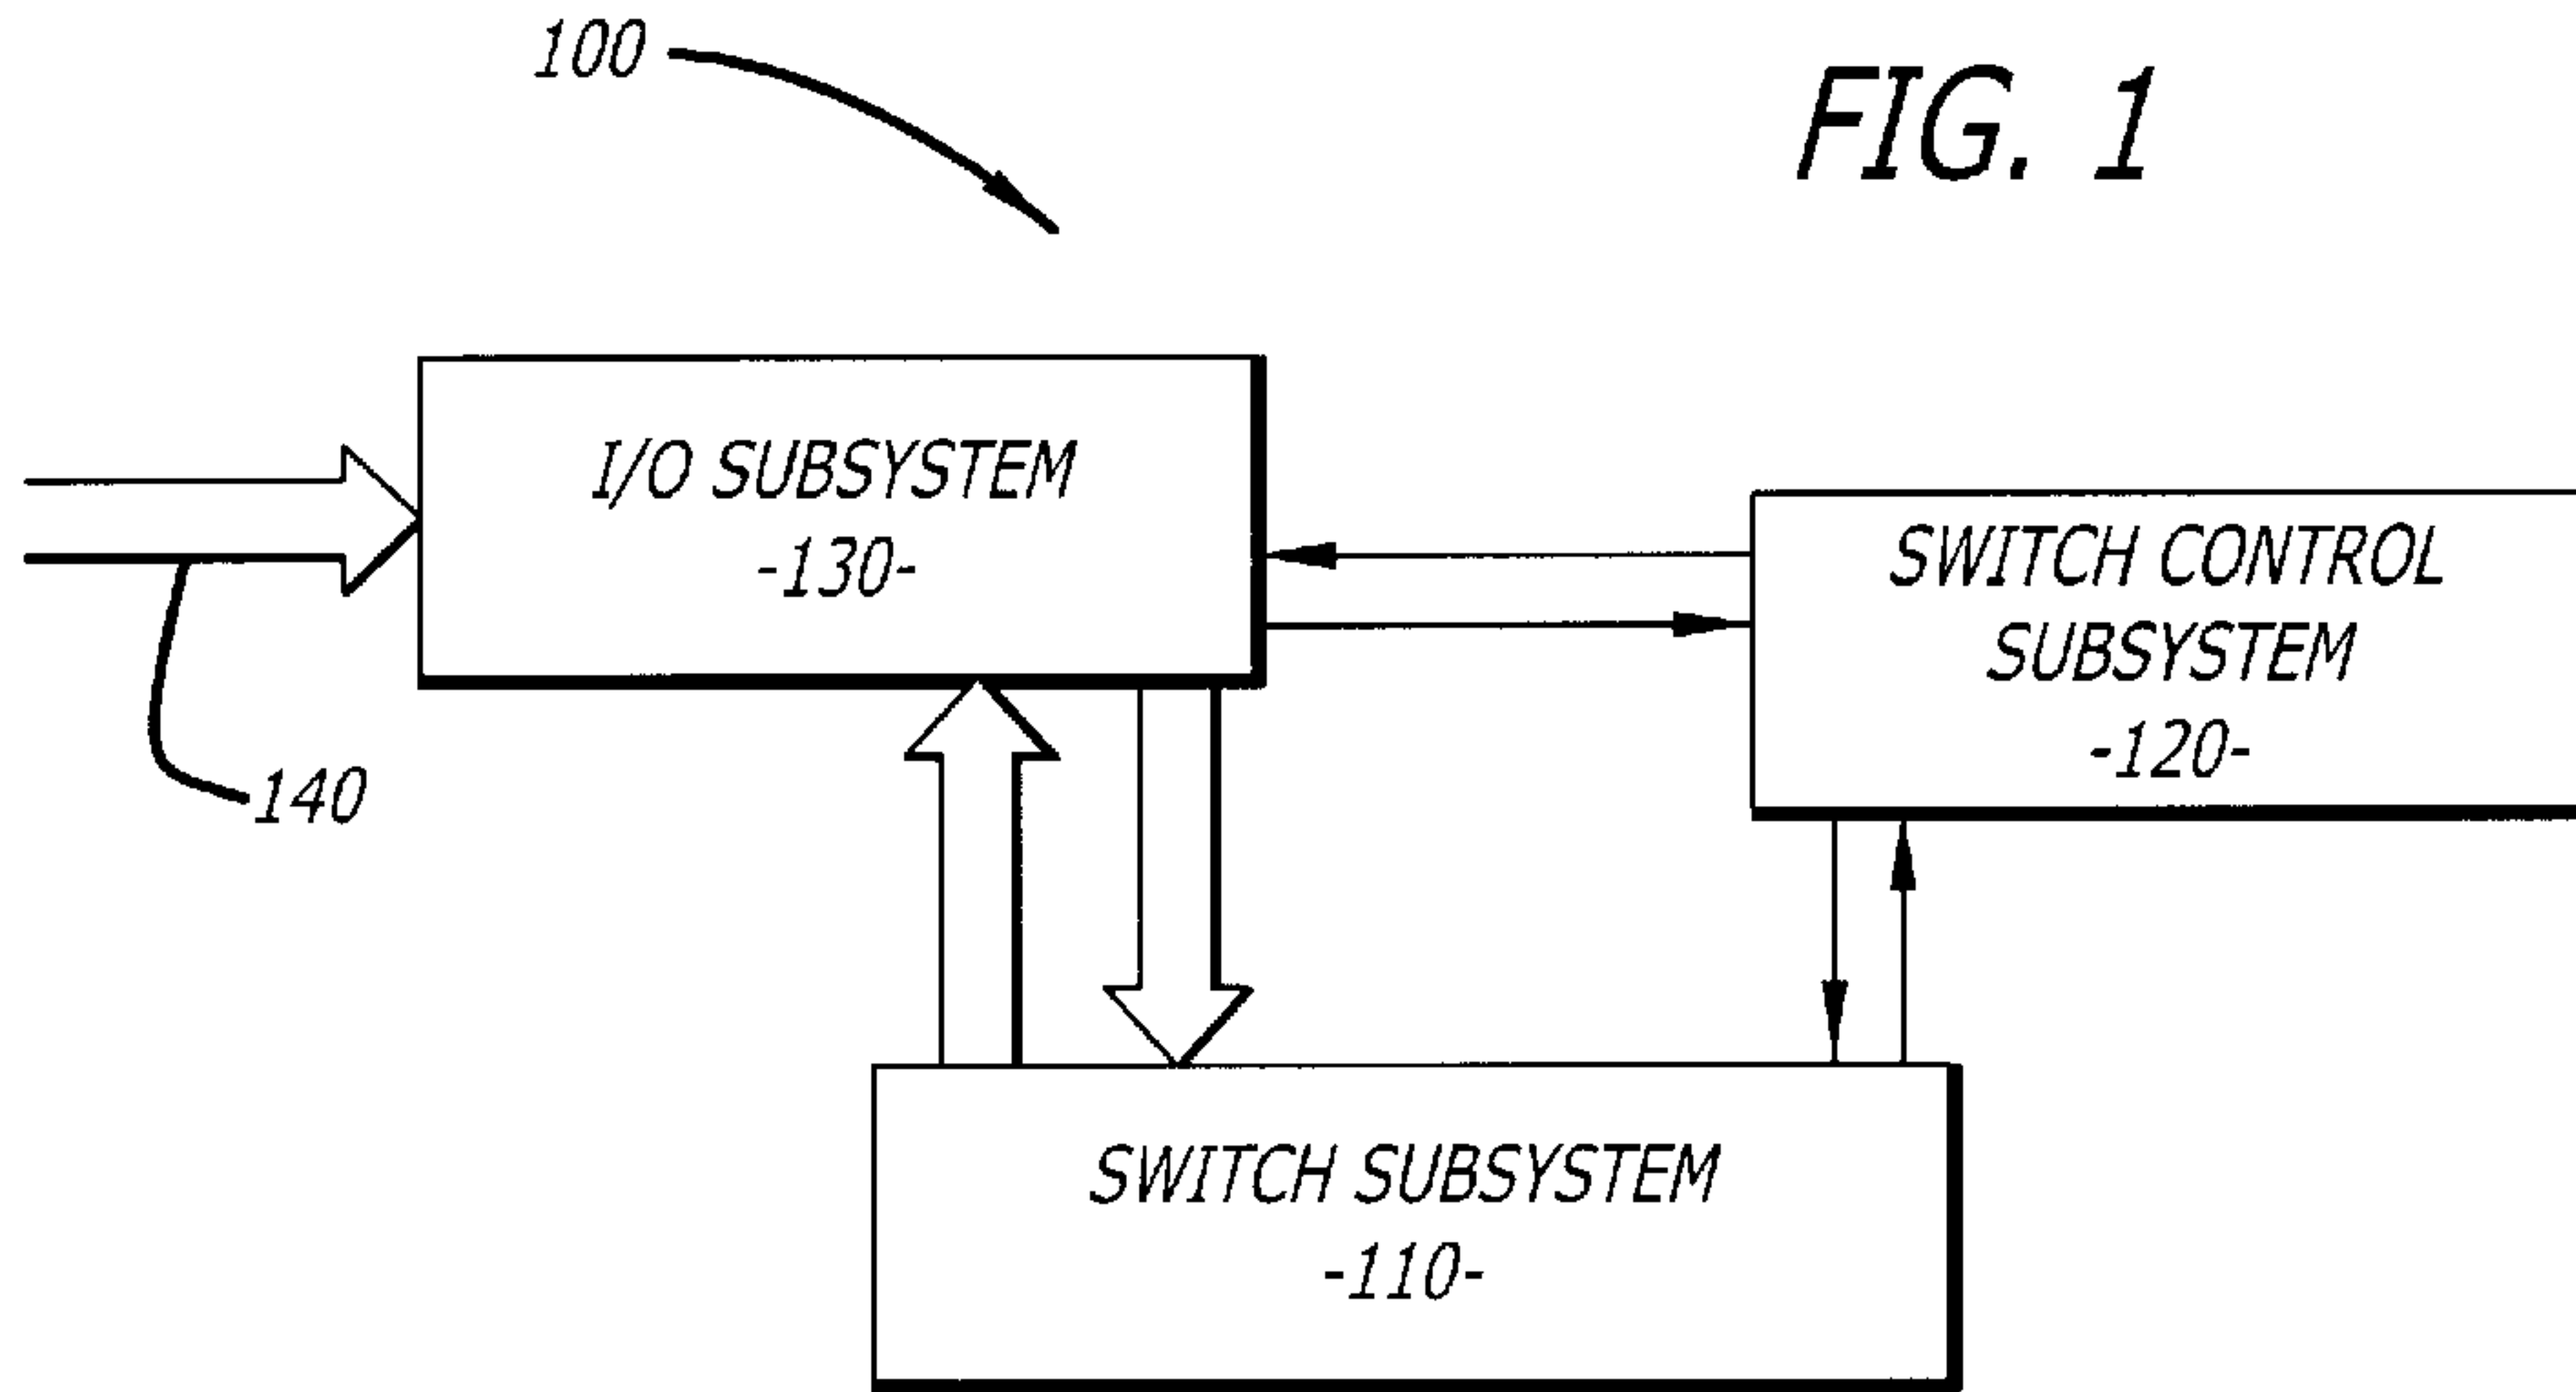 100
FIG. 1
I/O SUBSYSTEM
-130-
SWITCH CONTROL
SUBSYSTEM
-120-
140
SWITCH SUBSYSTEM
-110-